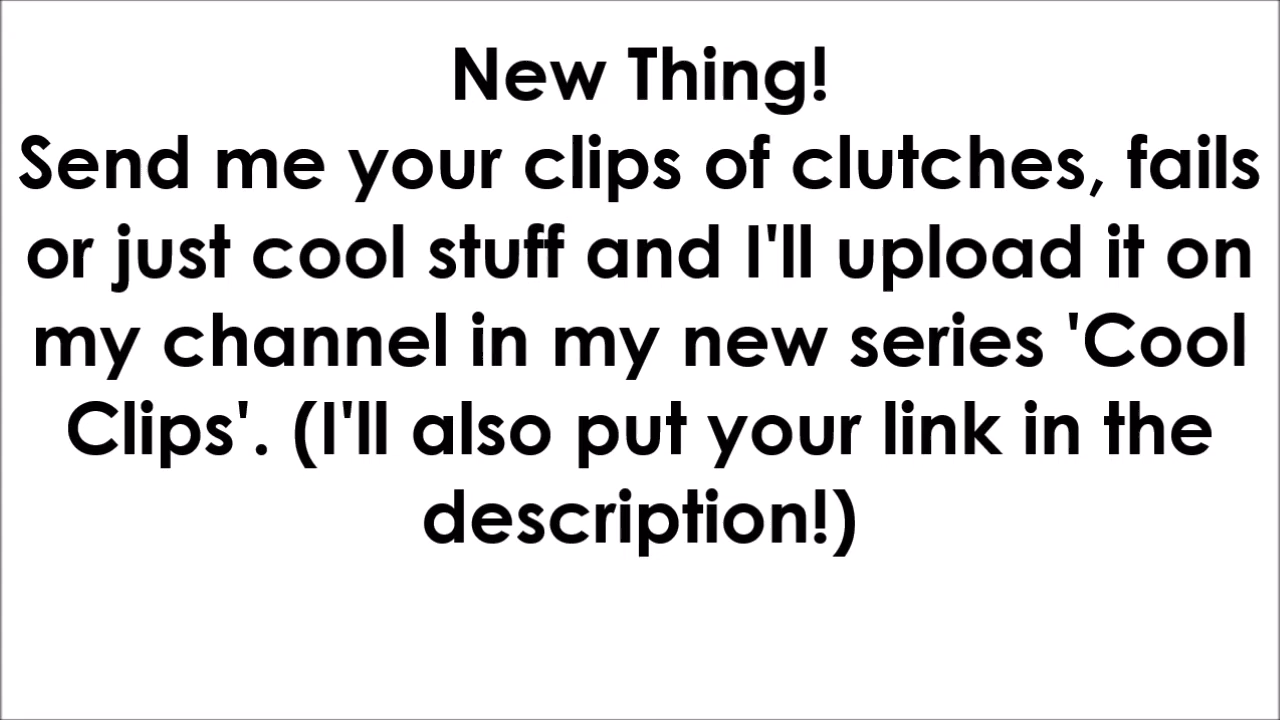 New Thing!
Send me your clips of clutches, fails
or just cool stuff and I'll upload it on
my channel in my new series 'Cool
Clips'. (I'll also put your link in the
description!)